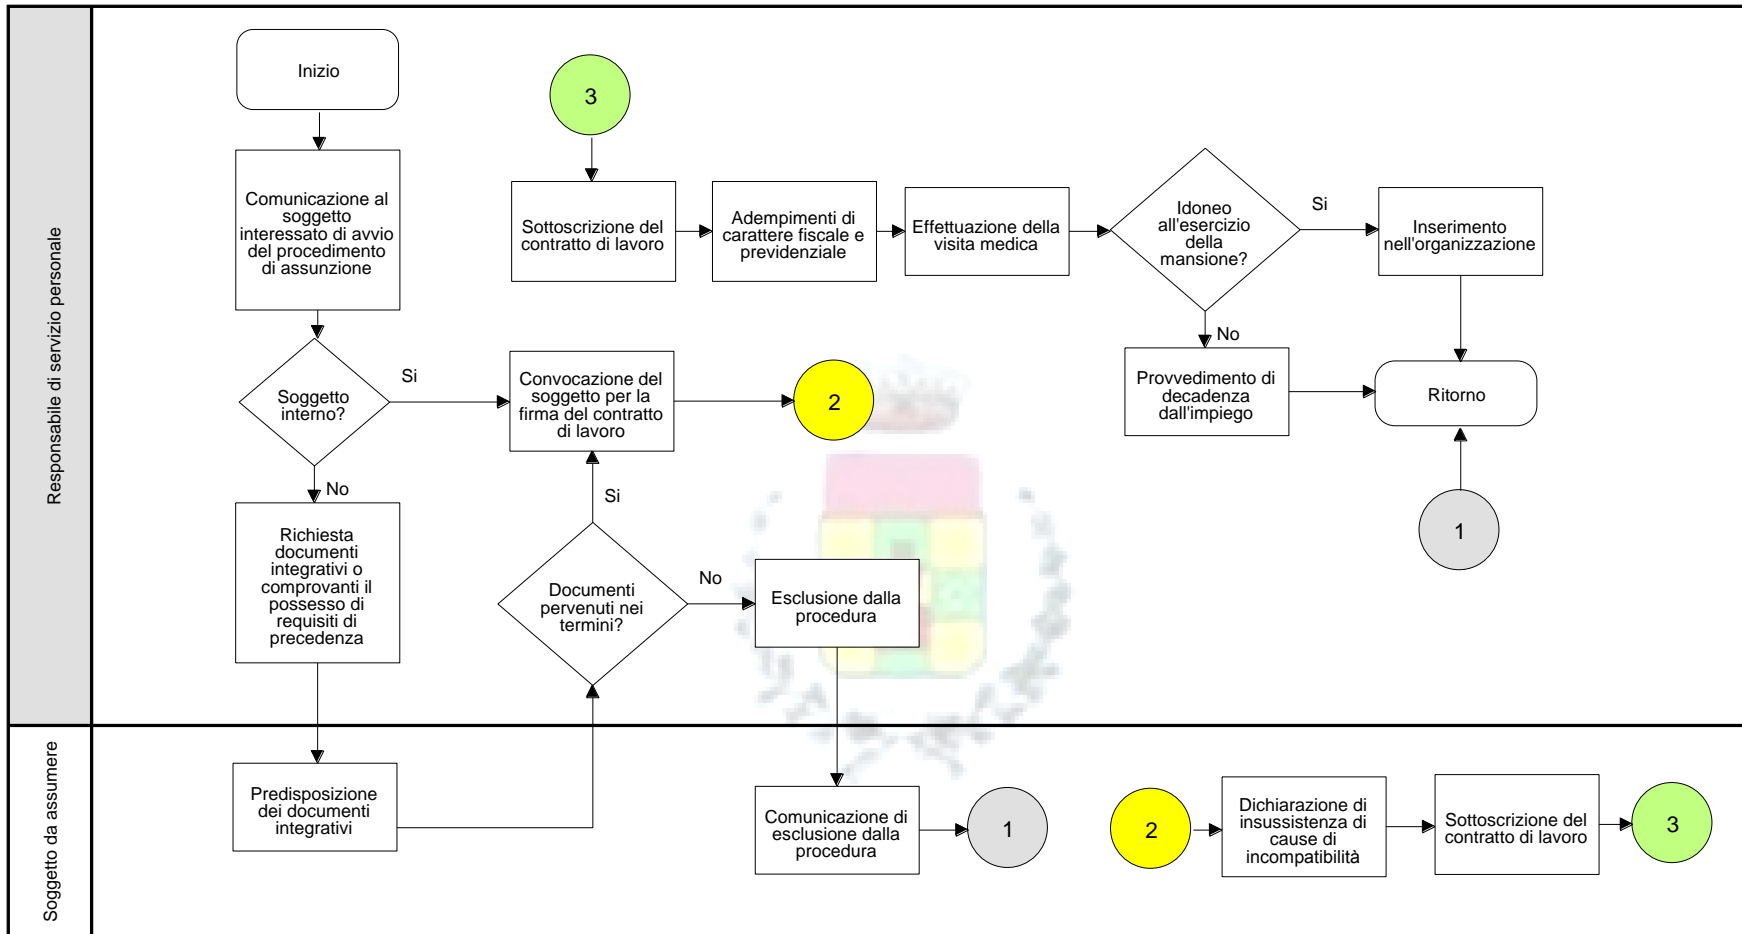 Responsabile di servizio personale
Inizio
Comunicazione al
soggetto
interessato di avvio
del procedimento
di assunzione
Soggetto
interno?
Si
No
Convocazione del
soggetto per la
firma del contratto
di lavoro
2
Richiesta
documenti
integrativi o
comprovanti il
possesso di
requisiti di
precedenza
Documenti
pervenuti nei
termini?
Si
No
Esclusione dalla
procedura
3
Sottoscrizione del
contratto di lavoro
Adempimenti di
carattere fiscale e
previdenziale
Effettuazione della
visita medica
Idoneo
all'esercizio
della
mansione?
Si
No
Inserimento
nell'organizzazione
Provvedimento di
decadenza
dall'impiego
Ritorno
1
Soggetto da assumere
Predisposizione
dei documenti
integrativi
Comunicazione di
esclusione dalla
procedura
1
2
Dichiarazione di
insussistenza di
cause di
incompatibilità
Sottoscrizione del
contratto di lavoro
3